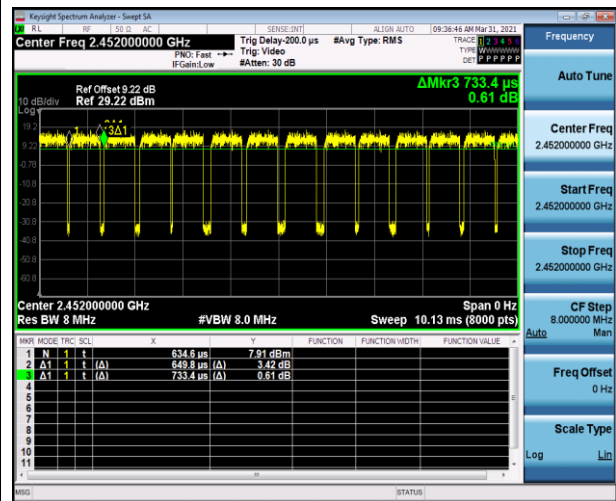 Keysight Spectrum Analyzer - Swept SA
RL RF 50 Ω AC SENSE:INT ALIGN AUTO 09:36:46 AM Mar 31, 2021
Center Freq 2.452000000 GHz
PNO: Fast
IFGain:Low
Trig Delay-200.0 µs
Trig: Video
#Atten: 30 dB
#Avg Type: RMS
TRACE 1 2 3 4 5 6
TYPE WWWWWW
DET P P P P P P
Frequency
Auto Tune
Ref Offset 9.22 dB
10 dB/div Ref 29.22 dBm
Log
ΔMkr3 733.4 µs
0.61 dB
19.2
9.22
-0.78
-10.8
-20.8
-30.8
-40.8
-50.8
-60.8
1
3Δ1
Center 2.452000000 GHz Span 0 Hz
Res BW 8 MHz #VBW 8.0 MHz Sweep 10.13 ms (8000 pts)
MKR MODE TRC SCL X Y FUNCTION FUNCTION WIDTH FUNCTION VALUE
1 N 1 t 634.6 µs 7.91 dBm
2 Δ1 1 t (Δ) 649.8 µs (Δ) 3.42 dB
3 Δ1 1 t (Δ) 733.4 µs (Δ) 0.61 dB
4
5
6
7
8
9
10
11
Center Freq
2.452000000 GHz
Start Freq
2.452000000 GHz
Stop Freq
2.452000000 GHz
CF Step
8.000000 MHz
Auto Man
Freq Offset
0 Hz
Scale Type
Log Lin
MSG STATUS